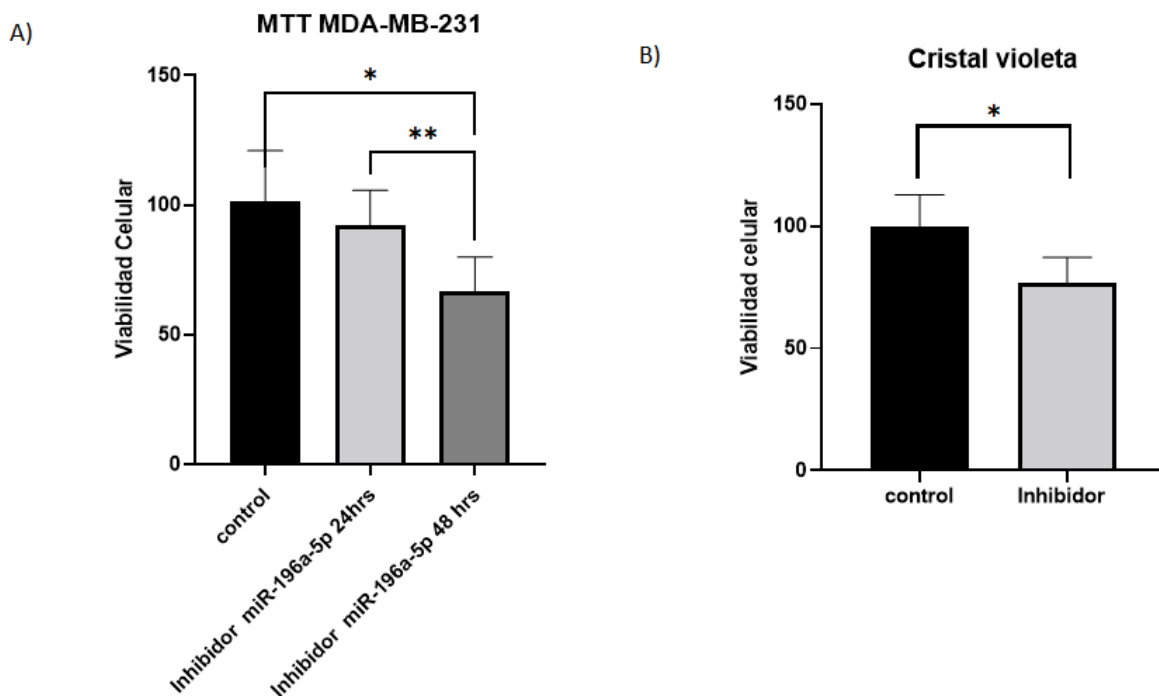 A)
MTT MDA-MB-231
Viabilidad Celular
150
100
50
0
*
**
control
Inhibidor miR-196a-5p 24hrs
Inhibidor miR-196a-5p 48 hrs
B)
Cristal violeta
Viabilidad celular
150
100
50
0
*
control
Inhibidor